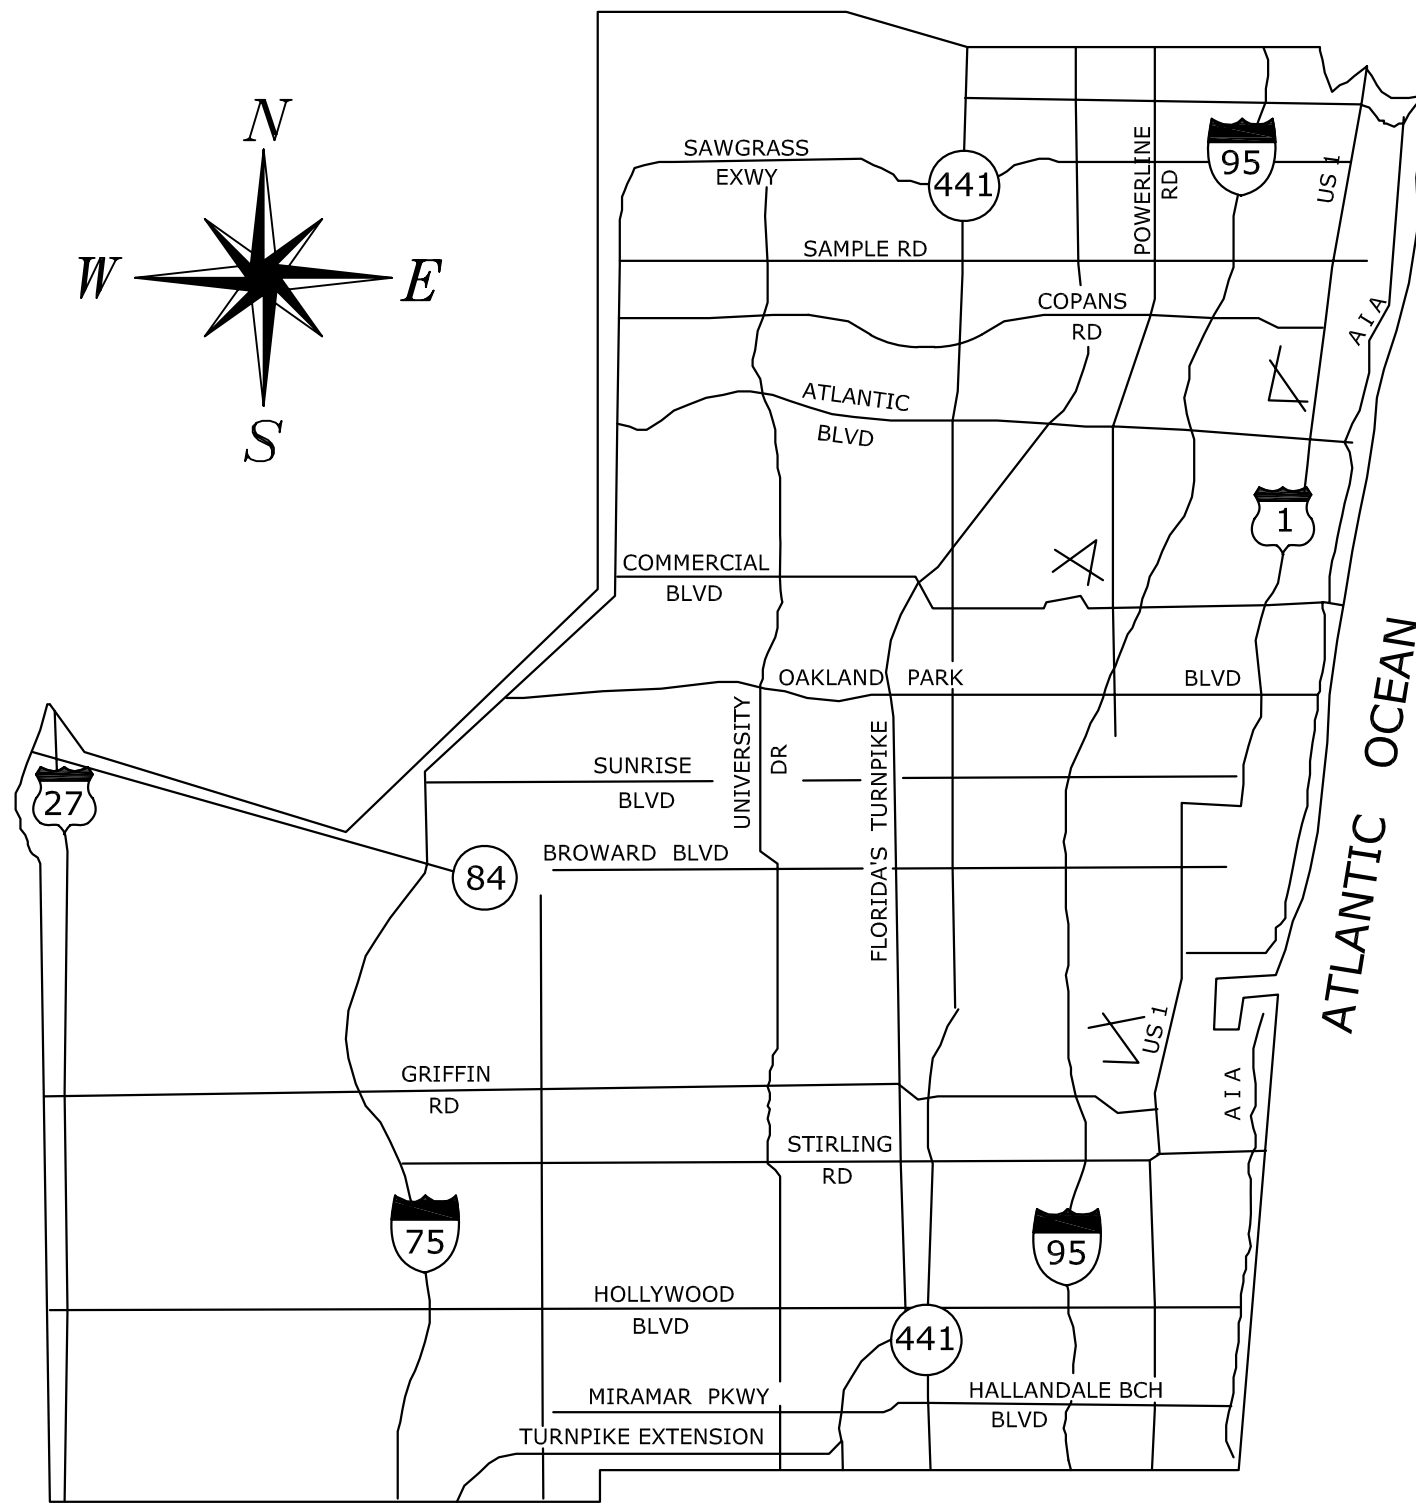 N
W
E
S
SAWGRASS
EXWY
441
POWERLINE
RD
95
US 1
SAMPLE RD
COPANS
RD
A I A
ATLANTIC
BLVD
1
COMMERCIAL
BLVD
OAKLAND PARK BLVD
ATLANTIC OCEAN
UNIVERSITY
DR
FLORIDA'S TURNPIKE
SUNRISE
BLVD
27
BROWARD BLVD
84
US 1
A I A
GRIFFIN
RD
STIRLING
RD
75
95
HOLLYWOOD
BLVD
441
MIRAMAR PKWY
HALLANDALE BCH
BLVD
TURNPIKE EXTENSION